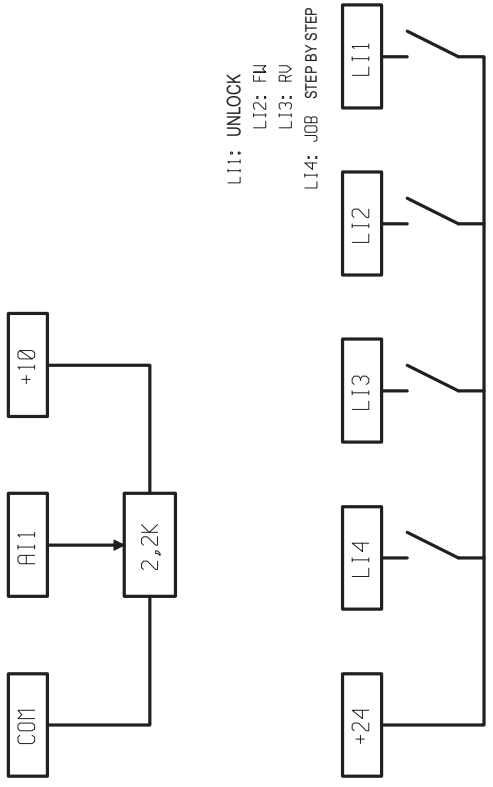 COM
AI1
+10
2,2K
LI1: UNLOCK
LI2: FW
LI3: RV
LI4: JOB STEP BY STEP
+24
LI4
LI3
LI2
LI1